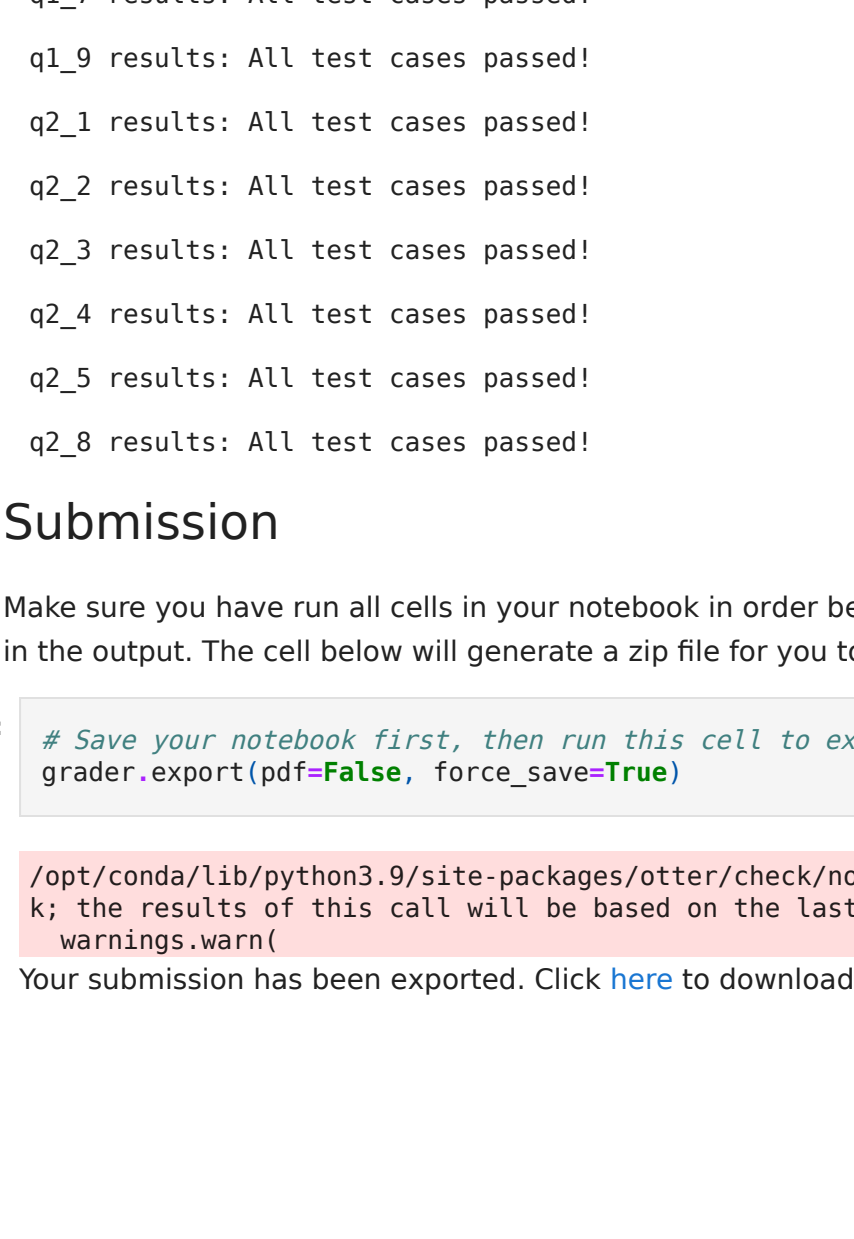 q1_7 results: All test cases passed!
q1_9 results: All test cases passed!
q2_1 results: All test cases passed!
q2_2 results: All test cases passed!
q2_3 results: All test cases passed!
q2_4 results: All test cases passed!
q2_5 results: All test cases passed!
q2_8 results: All test cases passed!
Submission
Make sure you have run all cells in your notebook in order be
in the output. The cell below will generate a zip file for you to
# Save your notebook first, then run this cell to ex
grader.export(pdf=False, force_save=True)
/opt/conda/lib/python3.9/site-packages/otter/check/no
k; the results of this call will be based on the last
warnings.warn(
Your submission has been exported. Click here to download